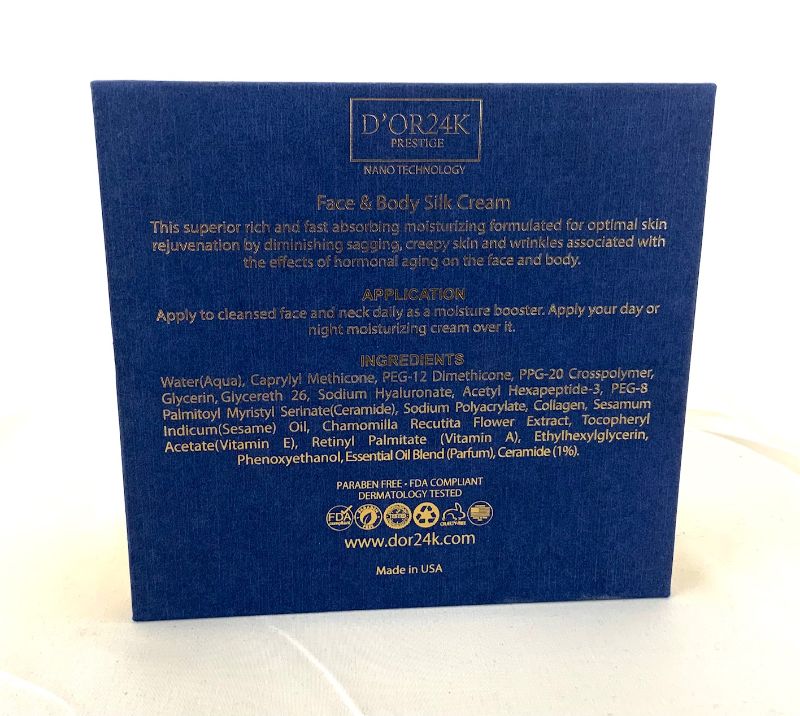 D'OR24K
PRESTIGE
NANO TECHNOLOGY
Face & Body Silk Cream
This superior rich and fast absorbing moisturizing formulated for optimal skin
rejuvenation by diminishing sagging, creepy skin and wrinkles associated with
the effects of hormonal aging on the face and body.
APPLICATION
Apply to cleansed face and neck daily as a moisture booster. Apply your day or
night moisturizing cream over it.
INGREDIENTS
Water(Aqua), Caprylyl Methicone, PEG-12 Dimethicone, PPG-20 Crosspolymer,
Glycerin, Glycereth 26, Sodium Hyaluronate, Acetyl Hexapeptide-3, PEG-8
Palmitoyl Myristyl Serinate(Ceramide), Sodium Polyacrylate, Collagen, Sesamum
Indicum(Sesame) Oil, Chamomilla Recutita Flower Extract, Tocopheryl
Acetate(Vitamin E), Retinyl Palmitate (Vitamin A), Ethylhexylglycerin,
Phenoxyethanol, Essential Oil Blend (Parfum), Ceramide (1%).
PARABEN FREE • FDA COMPLIANT
DERMATOLOGY TESTED
FDA
compliant
CRUELTY-FREE
www.dor24k.com
Made in USA